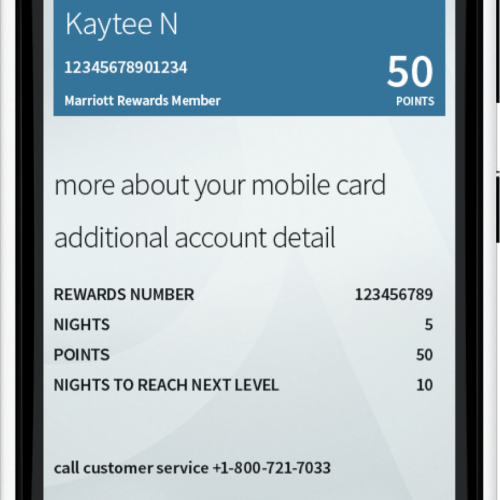 Kaytee N
12345678901234
50
Marriott Rewards Member
POINTS
more about your mobile card
additional account detail
REWARDS NUMBER 123456789
NIGHTS 5
POINTS 50
NIGHTS TO REACH NEXT LEVEL 10
call customer service +1-800-721-7033